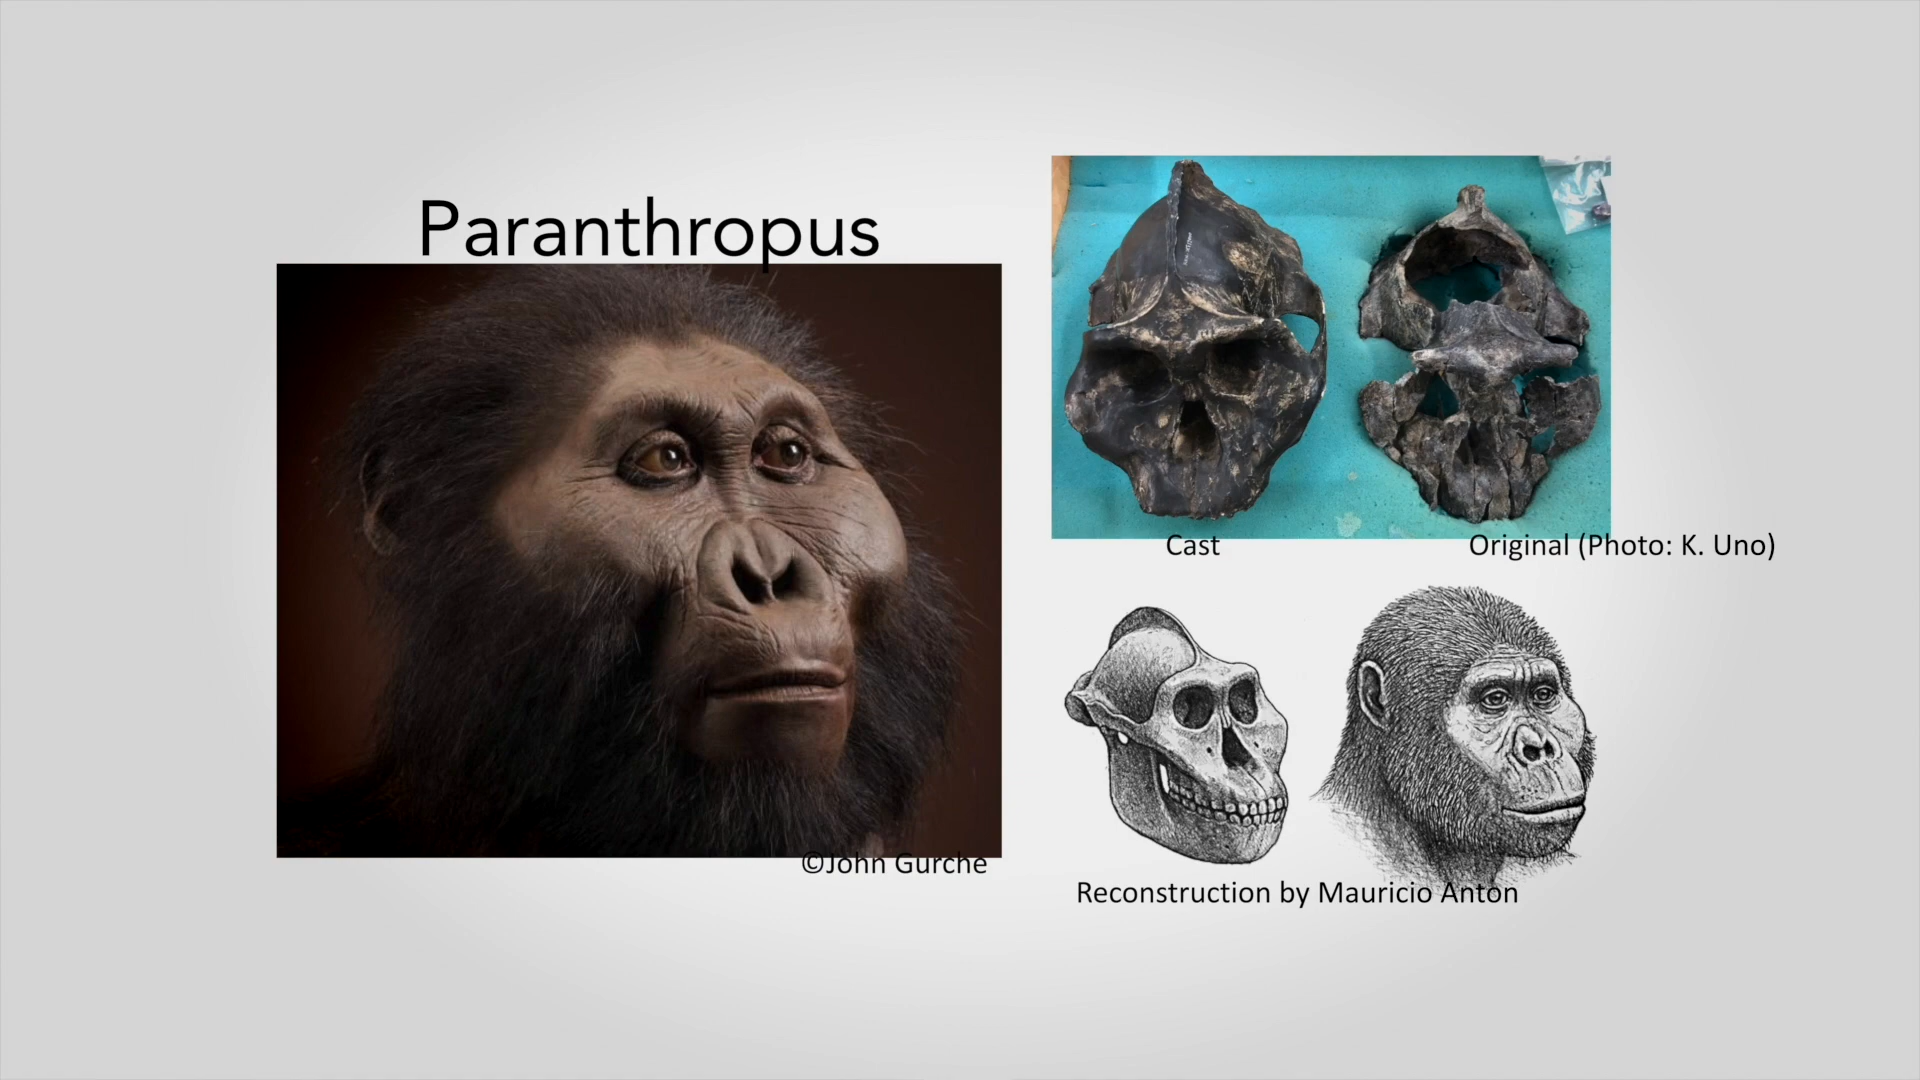 Paranthropus
©John Gurche
Cast
Original (Photo: K. Uno)
Reconstruction by Mauricio Anton